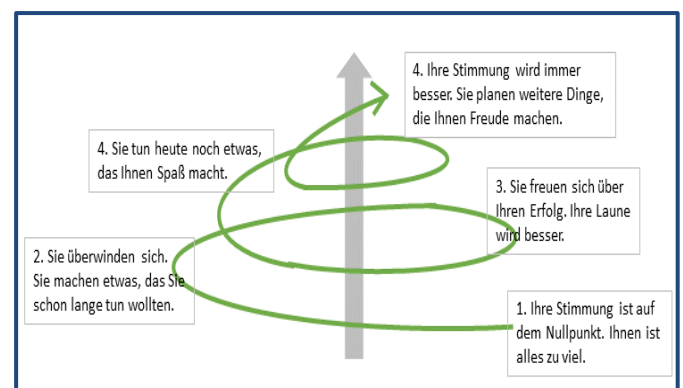 4. Ihre Stimmung wird immer
besser. Sie planen weitere Dinge,
die Ihnen Freude machen.
4. Sie tun heute noch etwas,
das Ihnen Spaß macht.
3. Sie freuen sich über
Ihren Erfolg. Ihre Laune
wird besser.
2. Sie überwinden sich.
Sie machen etwas, das Sie
schon lange tun wollten.
1. Ihre Stimmung ist auf
dem Nullpunkt. Ihnen ist
alles zu viel.